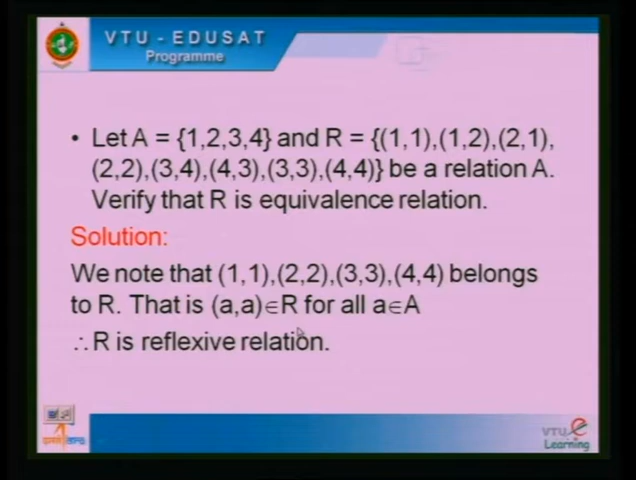 VTU - EDUSAT
Programme
• Let A = {1,2,3,4} and R = {(1,1),(1,2),(2,1),
(2,2),(3,4),(4,3),(3,3),(4,4)} be a relation A.
Verify that R is equivalence relation.
Solution:
We note that (1,1),(2,2),(3,3),(4,4) belongs
to R. That is (a,a)∈R for all a∈A
∴ R is reflexive relation.
VTU e
Learning